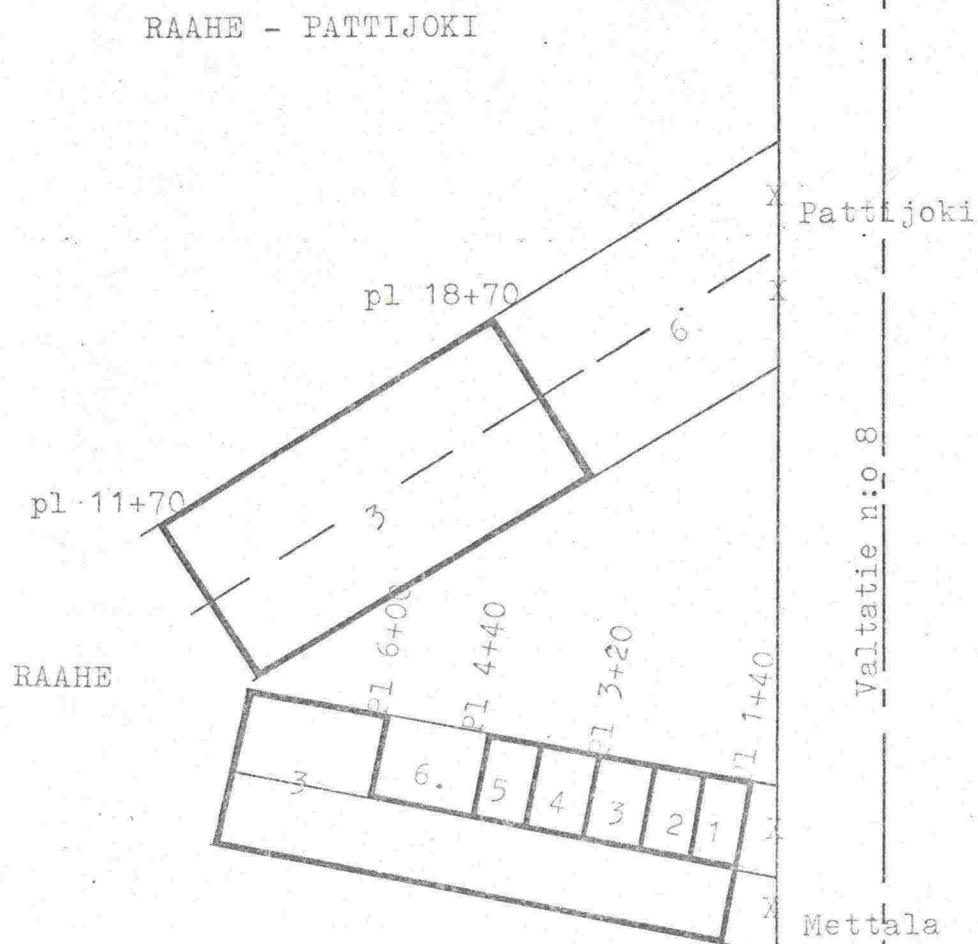 RAAHE - PATTIJOKI
X
Pattijoki
X
pl 18+70
6.
pl 11+70
3
Valtatie n:o 8
RAAHE
pl 6+00
pl 4+40
pl 3+20
pl 1+40
3
6.
5
4
3
2
1
X
X
Mettala